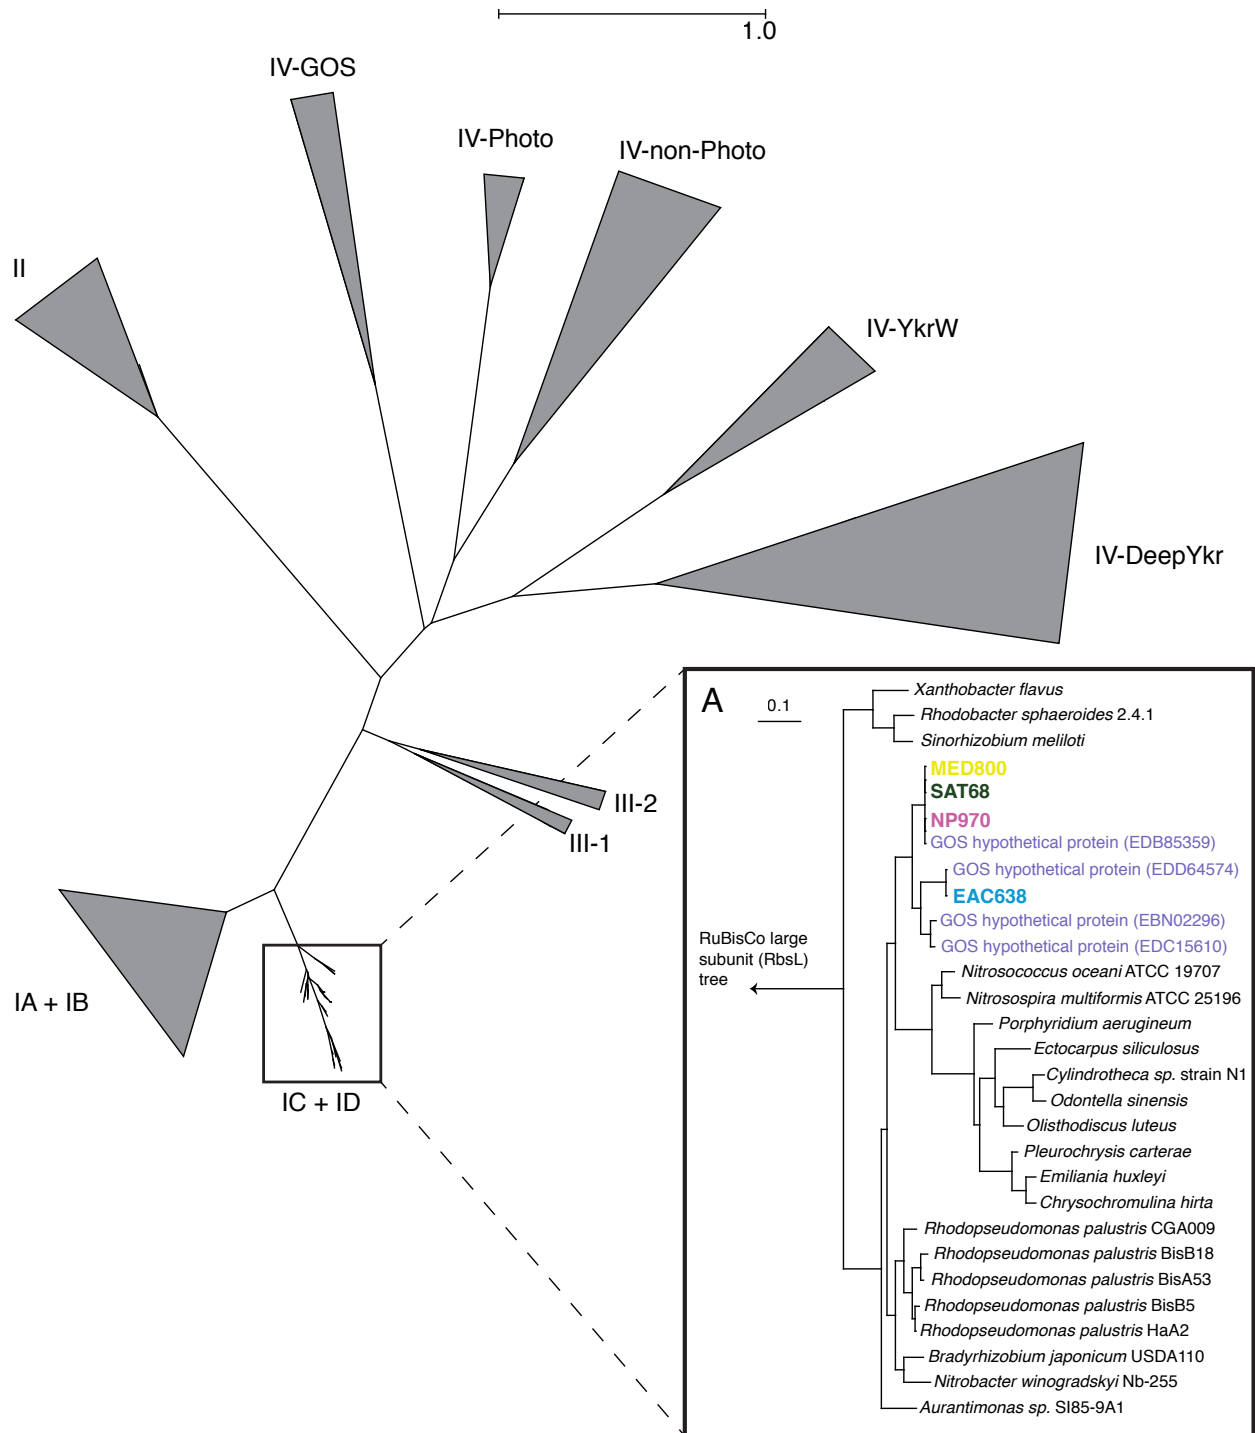 1.0
IV-GOS
IV-Photo
IV-non-Photo
II
IV-YkrW
IV-DeepYkr
III-2
III-1
IA + IB
IC + ID
A
0.1
RuBisCo large
subunit (RbsL)
tree
Xanthobacter flavus
Rhodobacter sphaeroides 2.4.1
Sinorhizobium meliloti
MED800
SAT68
NP970
GOS hypothetical protein (EDB85359)
GOS hypothetical protein (EDD64574)
EAC638
GOS hypothetical protein (EBN02296)
GOS hypothetical protein (EDC15610)
Nitrosococcus oceani ATCC 19707
Nitrosospira multiformis ATCC 25196
Porphyridium aerugineum
Ectocarpus siliculosus
Cylindrotheca sp. strain N1
Odontella sinensis
Olisthodiscus luteus
Pleurochrysis carterae
Emiliania huxleyi
Chrysochromulina hirta
Rhodopseudomonas palustris CGA009
Rhodopseudomonas palustris BisB18
Rhodopseudomonas palustris BisA53
Rhodopseudomonas palustris BisB5
Rhodopseudomonas palustris HaA2
Bradyrhizobium japonicum USDA110
Nitrobacter winogradskyi Nb-255
Aurantimonas sp. SI85-9A1